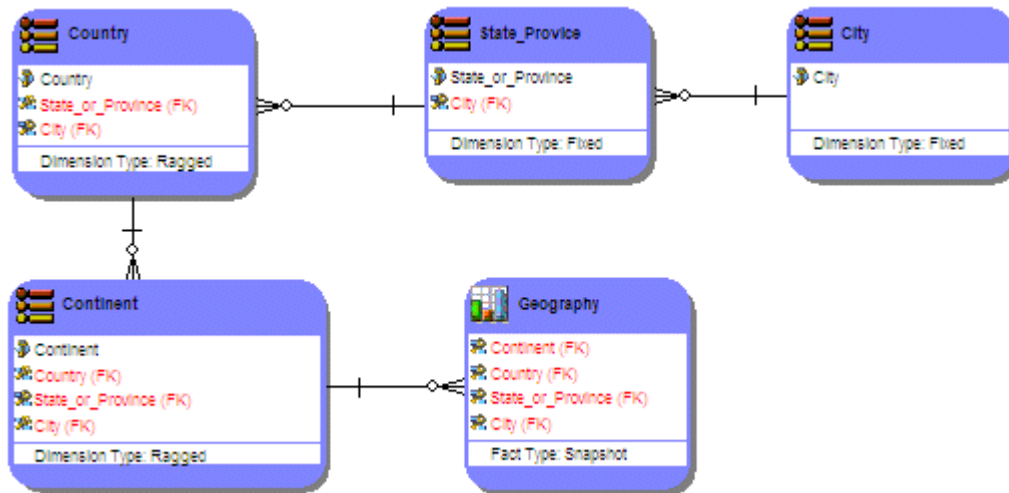 Country
Country
State_or_Province (FK)
City (FK)
Dimension Type: Ragged
State_Provice
State_or_Province
City (FK)
Dimension Type: Fixed
City
City
Dimension Type: Fixed
Continent
Continent
Country (FK)
State_or_Province (FK)
City (FK)
Dimension Type: Ragged
Geography
Continent (FK)
Country (FK)
State_or_Province (FK)
City (FK)
Fact Type: Snapshot